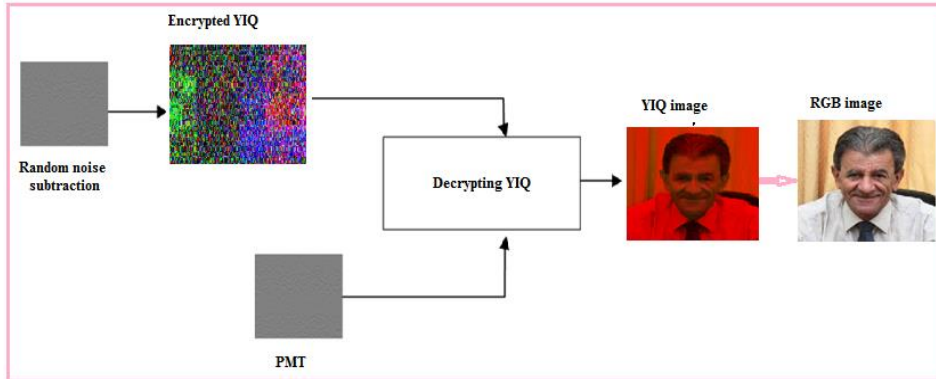 Encrypted YIQ
Random noise
subtraction
Decrypting YIQ
YIQ image
RGB image
PMT